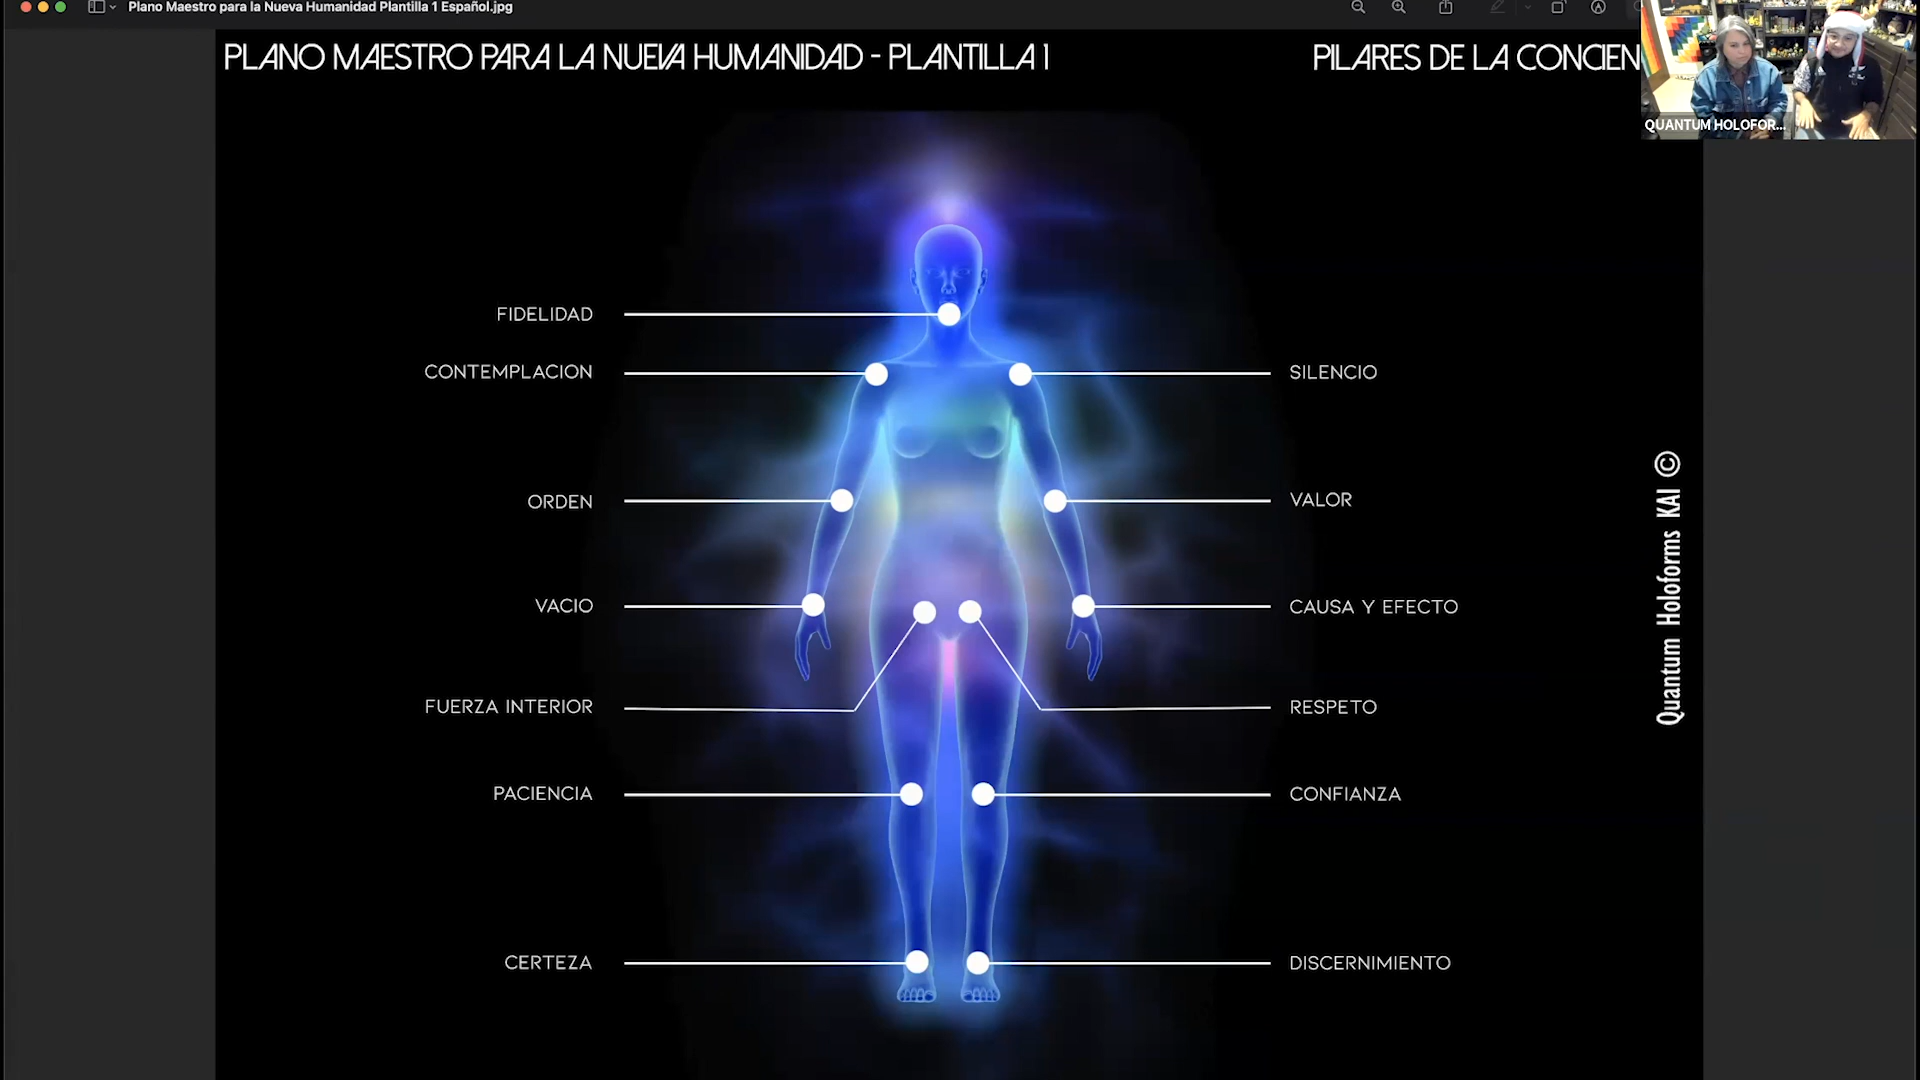 Plano Maestro para la Nueva Humanidad Plantilla 1 Español.jpg
PLANO MAESTRO PARA LA NUEVA HUMANIDAD - PLANTILLA 1
PILARES DE LA CONCIEN
QUANTUM HOLOFOR...
FIDELIDAD
CONTEMPLACION
SILENCIO
ORDEN
VALOR
VACIO
CAUSA Y EFECTO
FUERZA INTERIOR
RESPETO
PACIENCIA
CONFIANZA
CERTEZA
DISCERNIMIENTO
Quantum Holoforms KAI ©